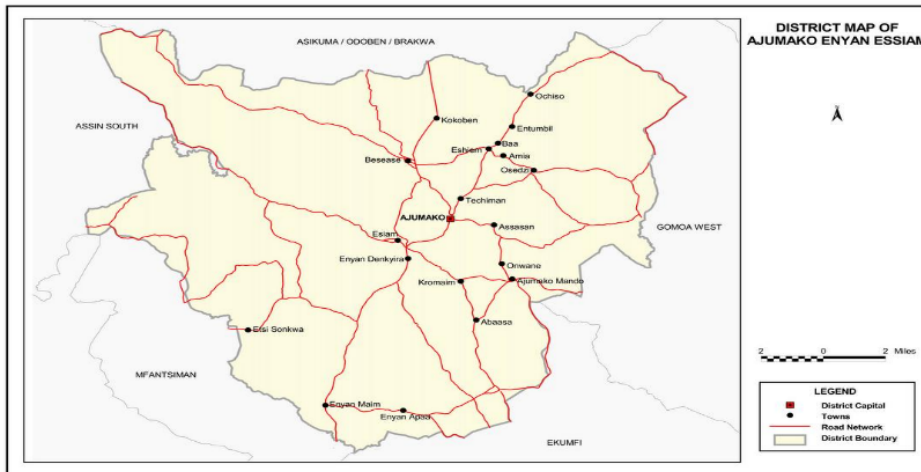 DISTRICT MAP OF
AJUMAKO ENYAN ESSIAM
ASIKUMA / ODOBEN / BRAKWA
Ochiso
Kokoben
Entumbil
ASSIN SOUTH
Baa
Eshiem
Amia
Besease
Osedzi
Techiman
AJUMAKO
Assasan
GOMOA WEST
Esiam
Enyan Denkyira
Onwane
Kromaim
Ajumako Mando
Abaasa
Etsi Sonkwa
2 0 2 Miles
MFANTSIMAN
LEGEND
District Capital
Towns
Road Network
District Boundary
Enyan Maim
Enyan Apaa
EKUMFI